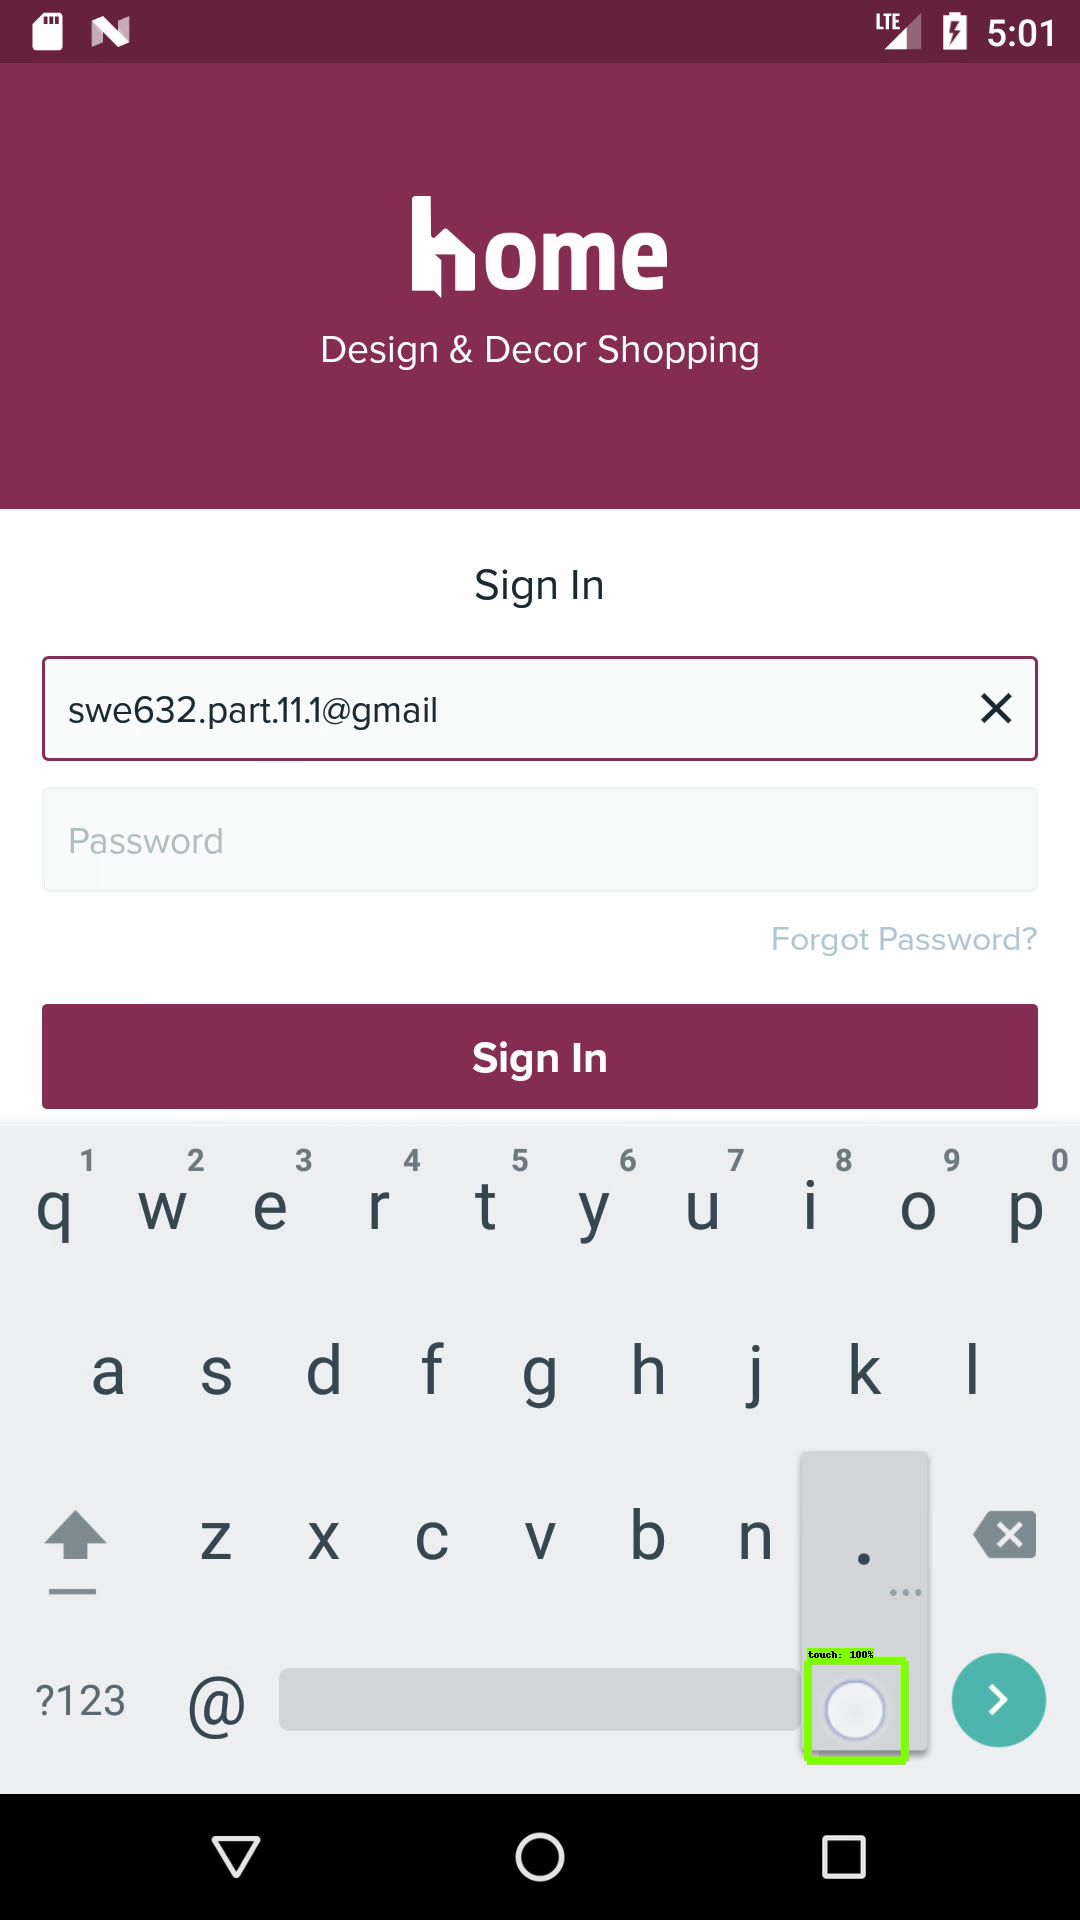 LTE 5:01
home
Design & Decor Shopping
Sign In
swe632.part.11.1@gmail
Password
Forgot Password?
Sign In
1 2 3 4 5 6 7 8 9 0
q w e r t y u i o p
a s d f g h j k l
z x c v b n .
...
touch: 100%
?123 @